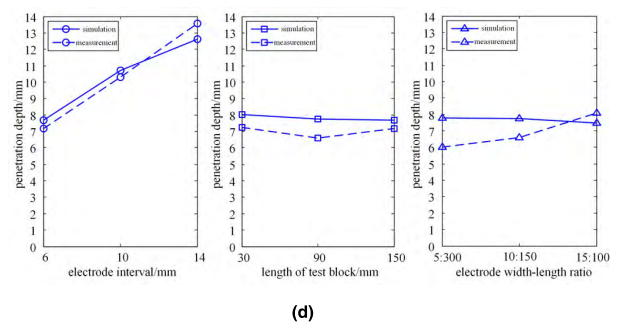 14
13
12
11
10
9
8
7
6
5
4
3
2
1
0
penetration depth/mm
simulation
measurement
6 10 14
electrode interval/mm
14
13
12
11
10
9
8
7
6
5
4
3
2
1
0
penetration depth/mm
simulation
measurement
30 90 150
length of test block/mm
14
13
12
11
10
9
8
7
6
5
4
3
2
1
0
penetration depth/mm
simulation
measurement
5:300 10:150 15:100
electrode width-length ratio
(d)